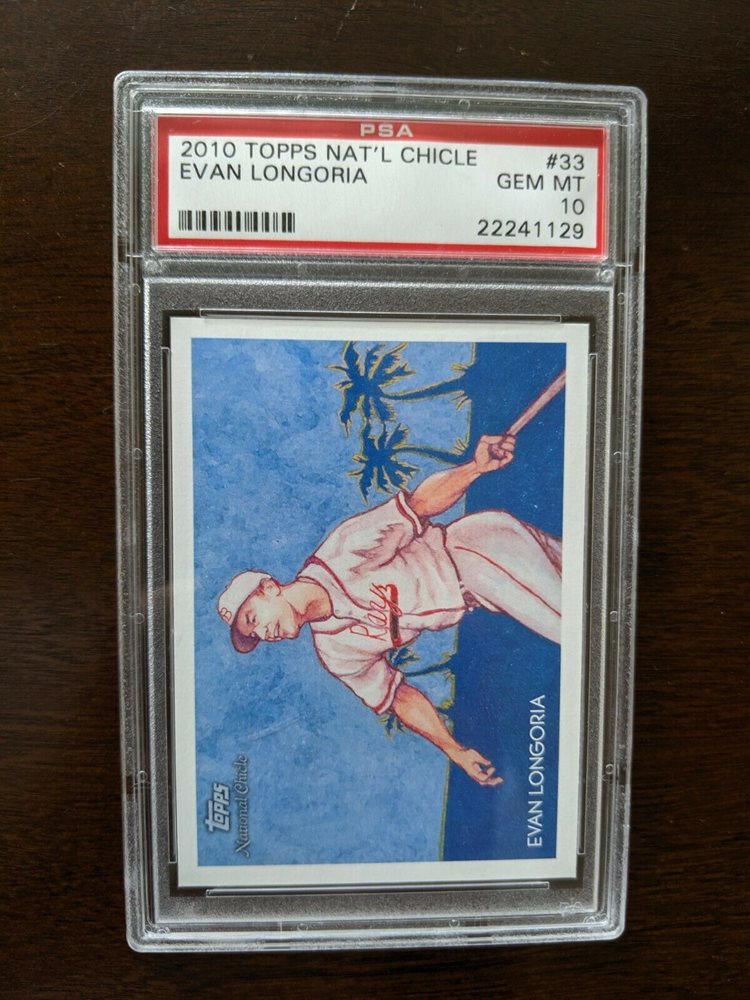 PSA
2010 TOPPS NAT'L CHICLE #33
EVAN LONGORIA GEM MT
10
22241129
B
Rays
topps
National Chicle
EVAN LONGORIA